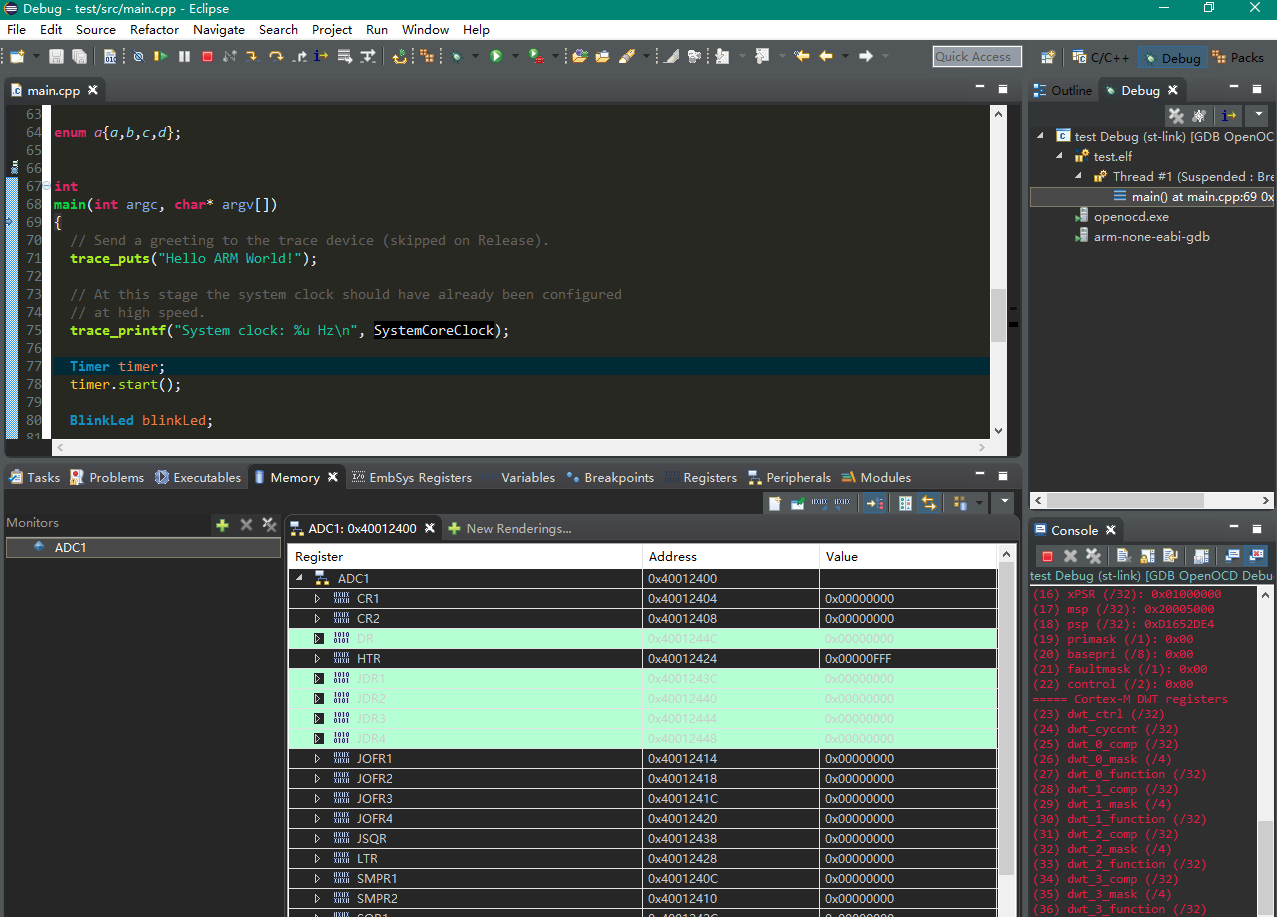 Debug - test/src/main.cpp - Eclipse
File Edit Source Refactor Navigate Search Project Run Window Help
Quick Access
C/C++
Debug
Packs
main.cpp
63
64 enum a{a,b,c,d};
65
66
67 int
68 main(int argc, char* argv[])
69 {
70 // Send a greeting to the trace device (skipped on Release).
71 trace_puts("Hello ARM World!");
72
73 // At this stage the system clock should have already been configured
74 // at high speed.
75 trace_printf("System clock: %u Hz\n", SystemCoreClock);
76
77 Timer timer;
78 timer.start();
79
80 BlinkLed blinkLed;
81
Outline
Debug
test Debug (st-link) [GDB OpenOC
test.elf
Thread #1 (Suspended : Bre
main() at main.cpp:69 0x
openocd.exe
arm-none-eabi-gdb
Tasks Problems Executables Memory EmbSys Registers Variables Breakpoints Registers Peripherals Modules
Monitors
ADC1
ADC1: 0x40012400
New Renderings...
Register Address Value
ADC1 0x40012400
CR1 0x40012404 0x00000000
CR2 0x40012408 0x00000000
DR 0x4001244C 0x00000000
HTR 0x40012424 0x00000FFF
JDR1 0x4001243C 0x00000000
JDR2 0x40012440 0x00000000
JDR3 0x40012444 0x00000000
JDR4 0x40012448 0x00000000
JOFR1 0x40012414 0x00000000
JOFR2 0x40012418 0x00000000
JOFR3 0x4001241C 0x00000000
JOFR4 0x40012420 0x00000000
JSQR 0x40012438 0x00000000
LTR 0x40012428 0x00000000
SMPR1 0x4001240C 0x00000000
SMPR2 0x40012410 0x00000000
SQR1 0x4001242C 0x00000000
Console
test Debug (st-link) [GDB OpenOCD Debu
(16) xPSR (/32): 0x01000000
(17) msp (/32): 0x20005000
(18) psp (/32): 0xD1652DE4
(19) primask (/1): 0x00
(20) basepri (/8): 0x00
(21) faultmask (/1): 0x00
(22) control (/2): 0x00
===== Cortex-M DWT registers
(23) dwt_ctrl (/32)
(24) dwt_cyccnt (/32)
(25) dwt_0_comp (/32)
(26) dwt_0_mask (/4)
(27) dwt_0_function (/32)
(28) dwt_1_comp (/32)
(29) dwt_1_mask (/4)
(30) dwt_1_function (/32)
(31) dwt_2_comp (/32)
(32) dwt_2_mask (/4)
(33) dwt_2_function (/32)
(34) dwt_3_comp (/32)
(35) dwt_3_mask (/4)
(36) dwt_3_function (/32)